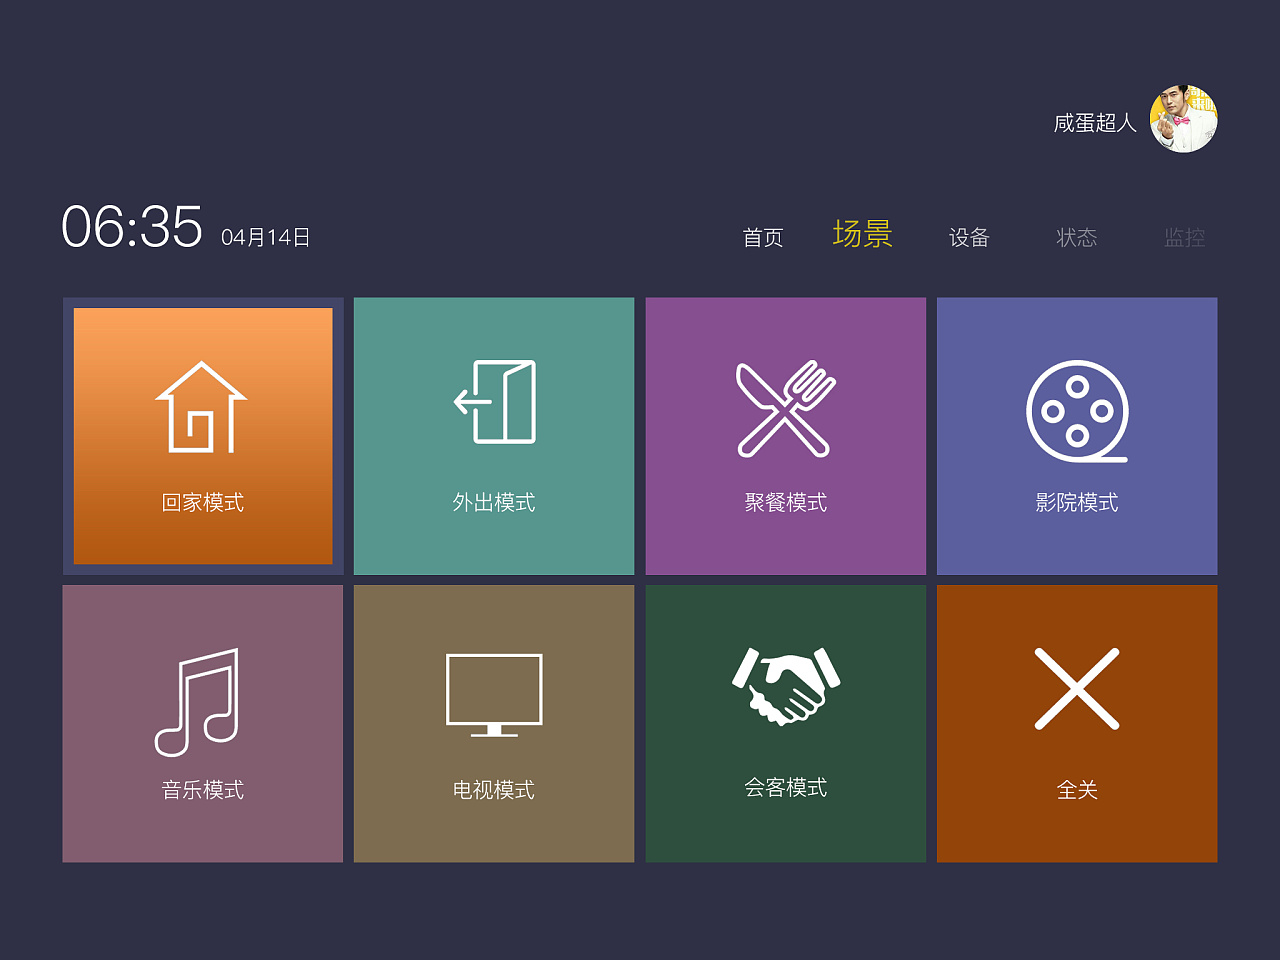 咸蛋超人
06:35 04月14日
首页 场景 设备 状态 监控
回家模式 外出模式 聚餐模式 影院模式
音乐模式 电视模式 会客模式 全关